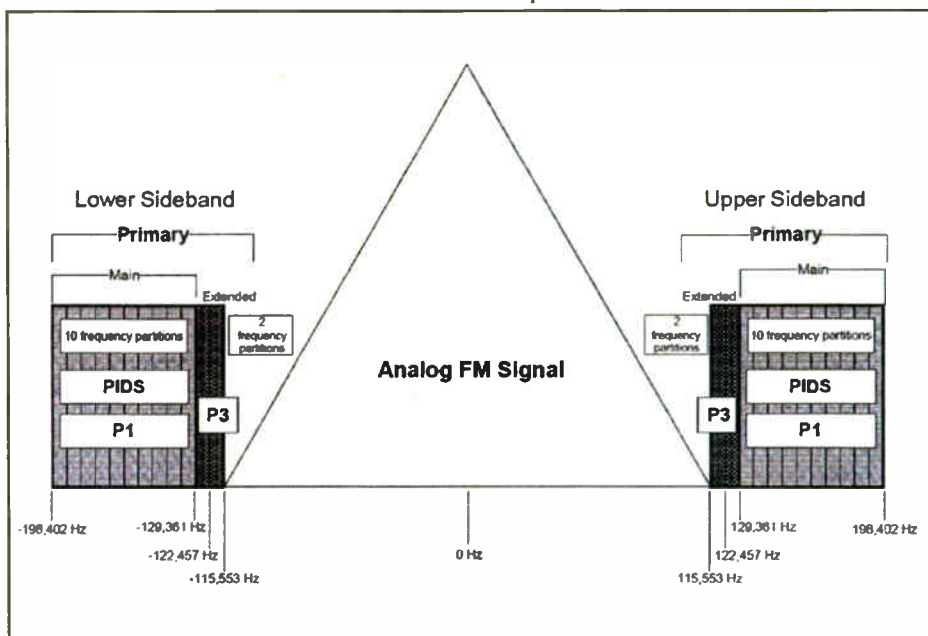 Lower Sideband
Upper Sideband
Primary
Primary
Main
Main
Extended
Extended
10 frequency partitions
2 frequency partitions
2 frequency partitions
10 frequency partitions
Analog FM Signal
PIDS
PIDS
P3
P3
P1
P1
-198,402 Hz
-129,361 Hz
0 Hz
129,361 Hz
198,402 Hz
-122,457 Hz
122,457 Hz
-115,553 Hz
115,553 Hz